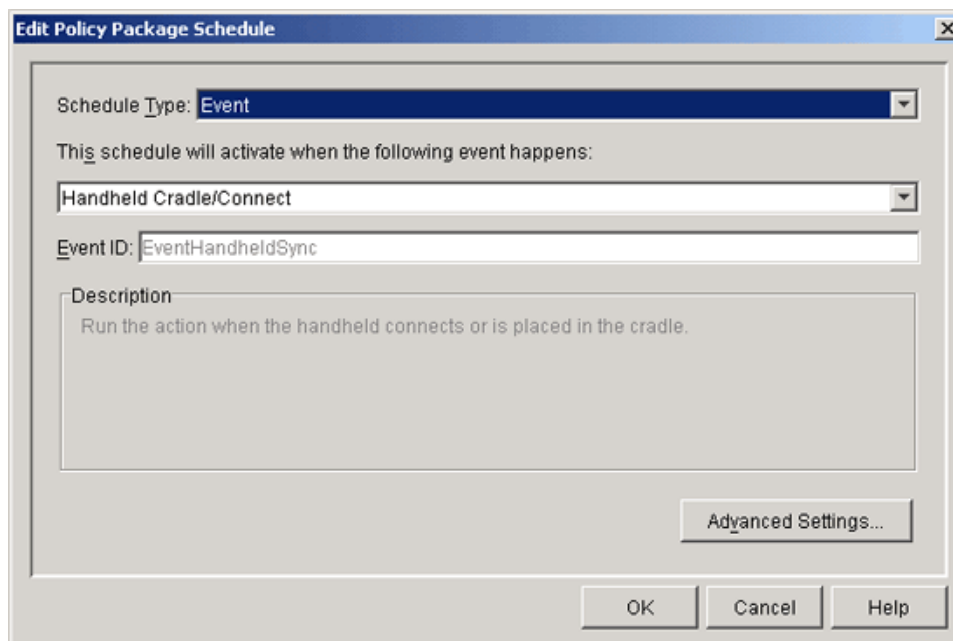 Edit Policy Package Schedule
Schedule Type: Event
This schedule will activate when the following event happens:
Handheld Cradle/Connect
Event ID: EventHandheldSync
Description
Run the action when the handheld connects or is placed in the cradle.
Advanced Settings...
OK Cancel Help